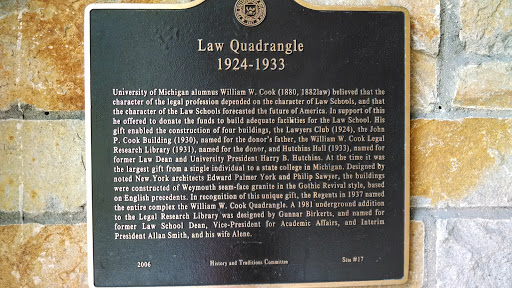 Law Quadrangle
1924-1933
University of Michigan alumnus William W. Cook (1880, 1882law) believed that the
character of the legal profession depended on the character of Law Schools, and that
the character of the Law Schools forecasted the future of America. In support of this
he offered to donate the funds to build adequate facilities for the Law School. His
gift enabled the construction of four buildings, the Lawyers Club (1924), the John
P. Cook Building (1930), named for the donor's father, the William W. Cook Legal
Research Library (1931), named for the donor, and Hutchins Hall (1933), named for
former Law Dean and University President Harry B. Hutchins. At the time it was
the largest gift from a single individual to a state college in Michigan. Designed by
noted New York architects Edward Palmer York and Philip Sawyer, the buildings
were constructed of Weymouth seam-face granite in the Gothic Revival style, based
on English precedents. In recognition of this unique gift, the Regents in 1937 named
the entire complex the William W. Cook Quadrangle. A 1981 underground addition
to the Legal Research Library was designed by Gunnar Birkerts, and named for
former Law School Dean, Vice-President for Academic Affairs, and Interim
President Allan Smith, and his wife Alene.
2006 History and Traditions Committee Site #17